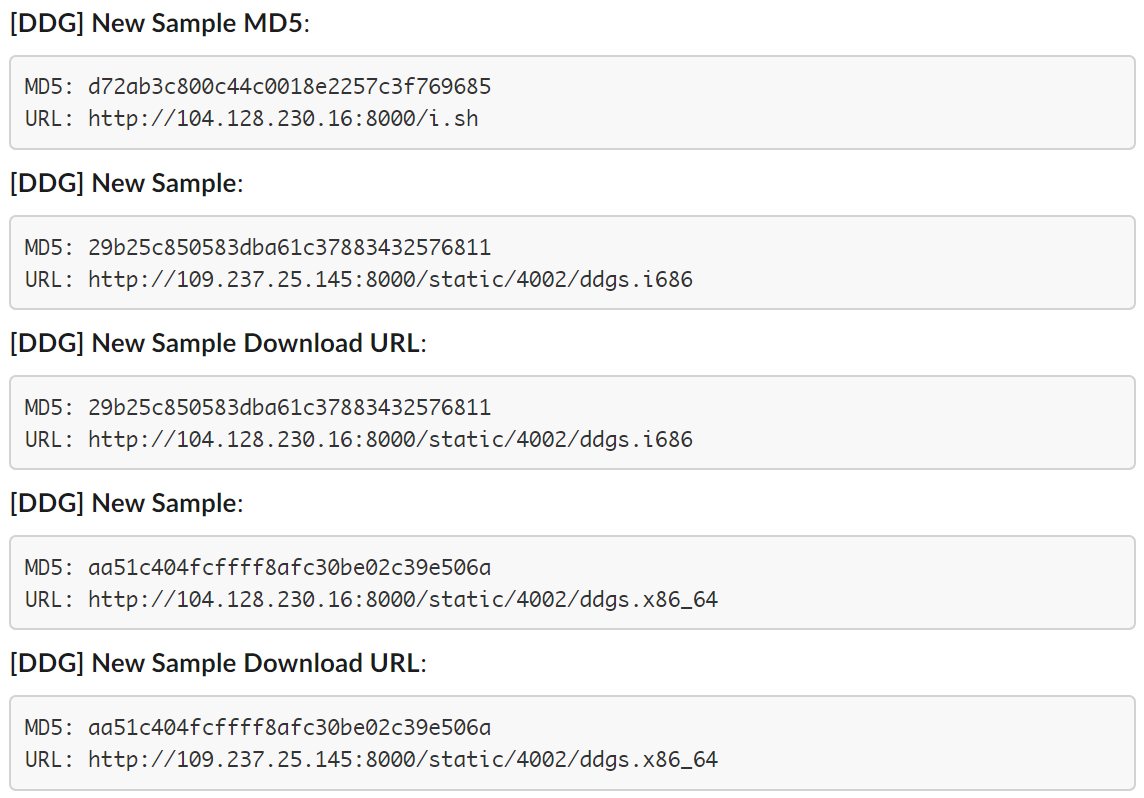 [DDG] New Sample MD5:
MD5: d72ab3c800c44c0018e2257c3f769685
URL: http://104.128.230.16:8000/i.sh
[DDG] New Sample:
MD5: 29b25c850583dba61c37883432576811
URL: http://109.237.25.145:8000/static/4002/ddgs.i686
[DDG] New Sample Download URL:
MD5: 29b25c850583dba61c37883432576811
URL: http://104.128.230.16:8000/static/4002/ddgs.i686
[DDG] New Sample:
MD5: aa51c404fcffff8afc30be02c39e506a
URL: http://104.128.230.16:8000/static/4002/ddgs.x86_64
[DDG] New Sample Download URL:
MD5: aa51c404fcffff8afc30be02c39e506a
URL: http://109.237.25.145:8000/static/4002/ddgs.x86_64